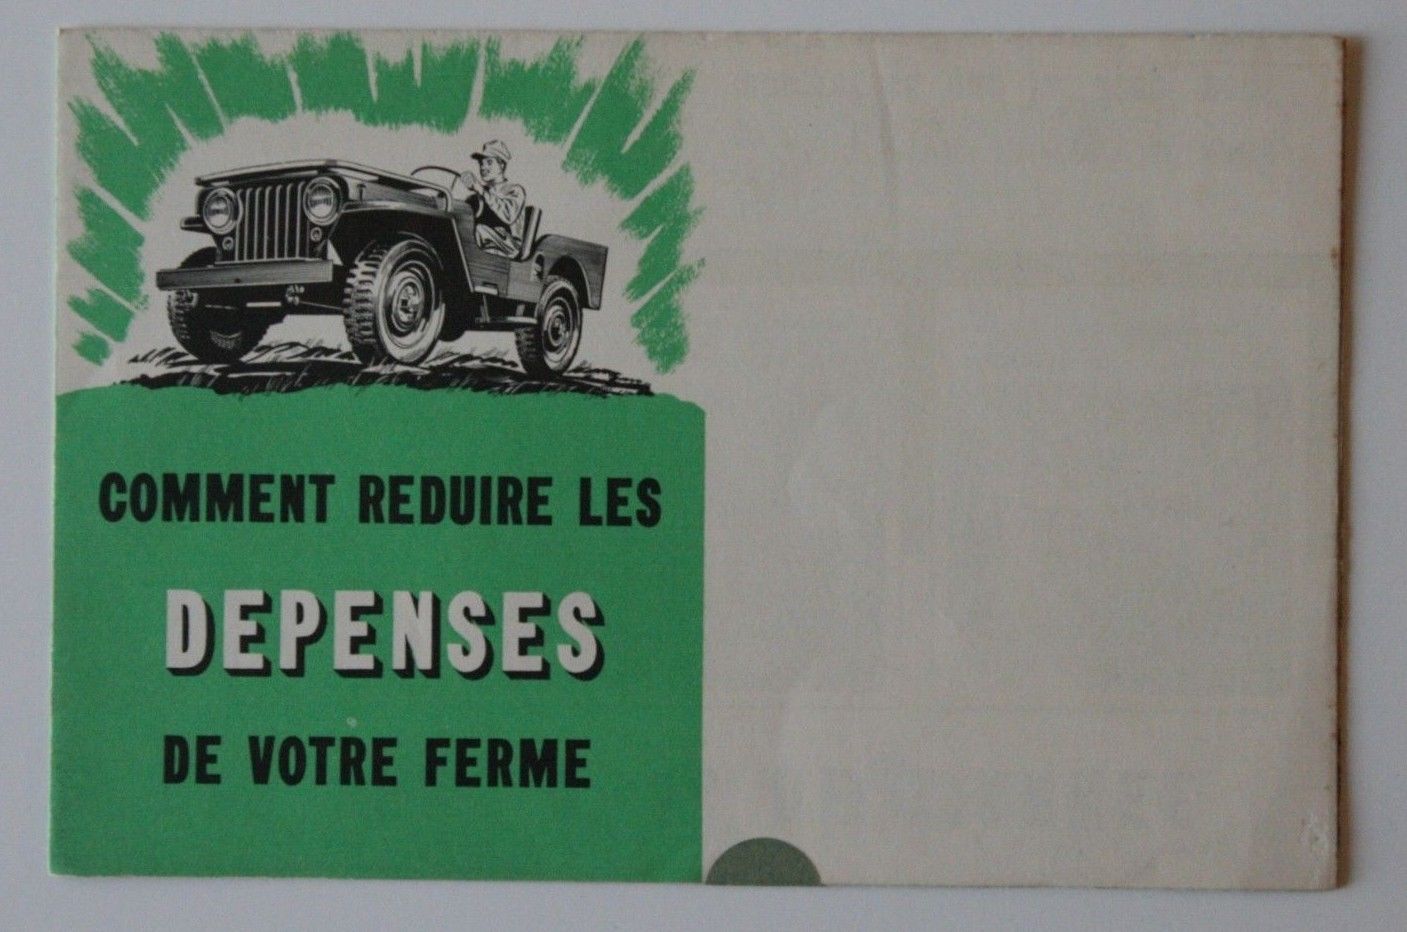 COMMENT REDUIRE LES
DEPENSES
DE VOTRE FERME